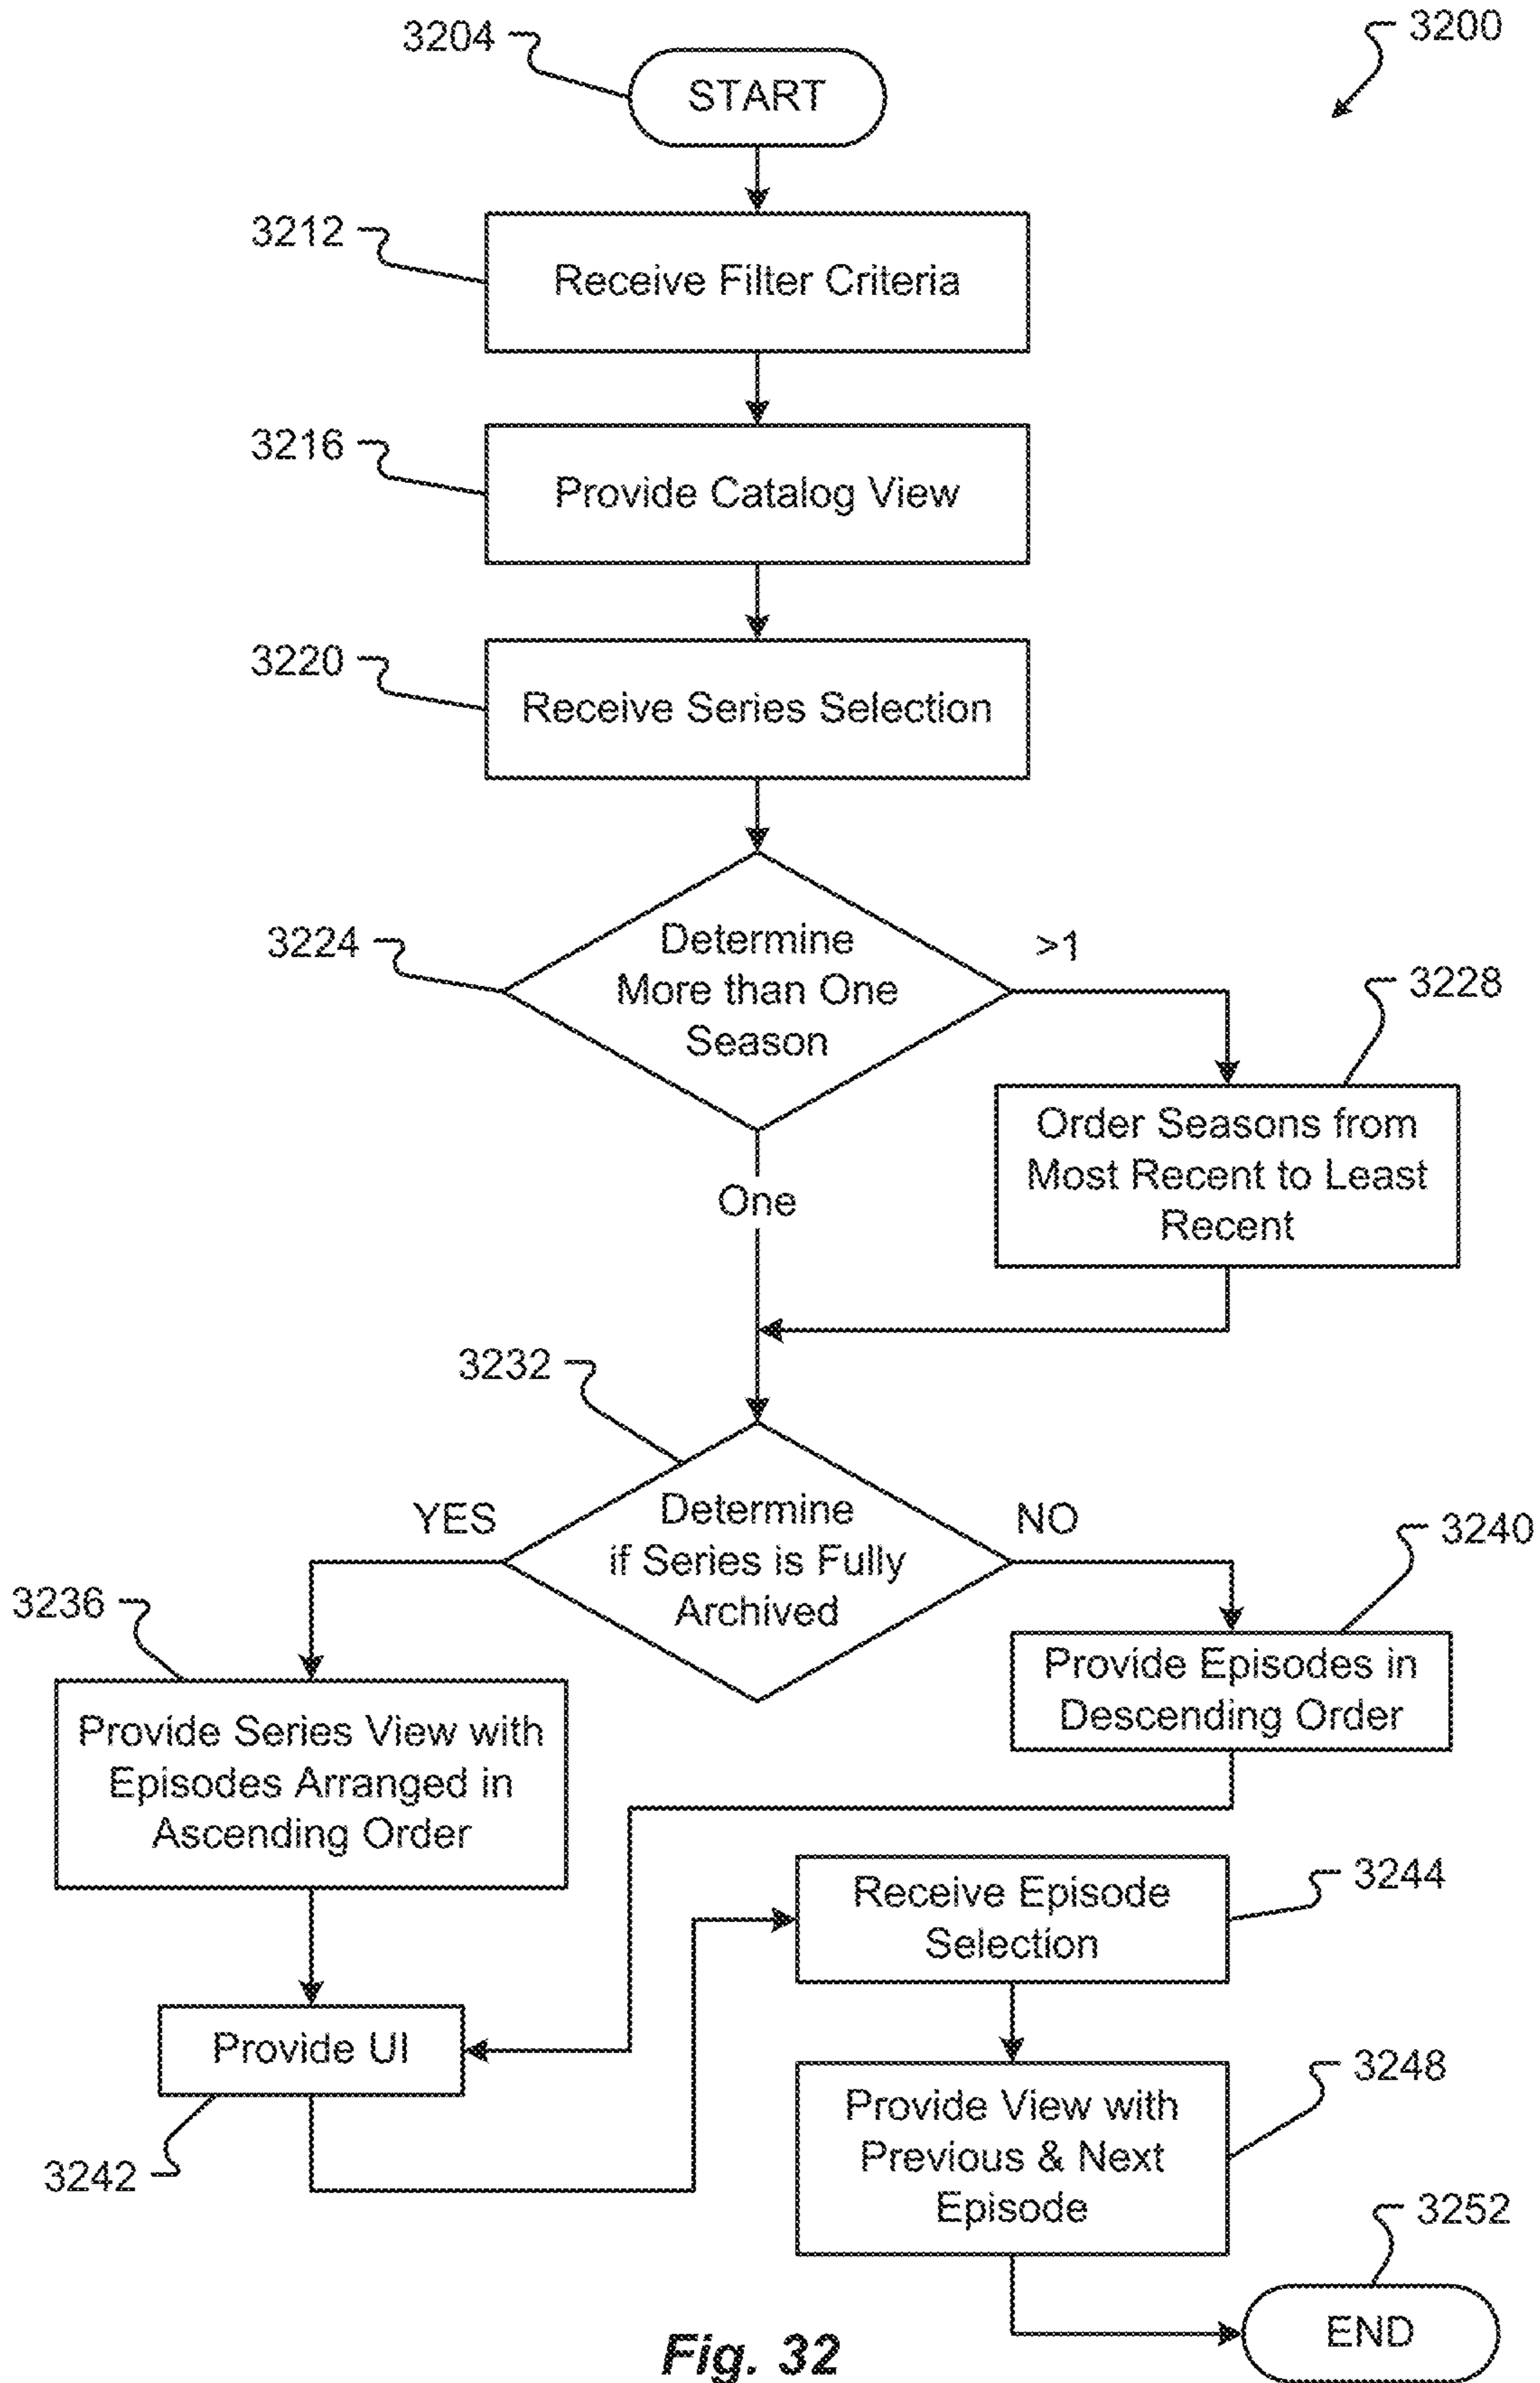 3204
START
3200
3212
Receive Filter Criteria
3216
Provide Catalog View
3220
Receive Series Selection
3224
Determine
More than One
Season
>1
3228
Order Seasons from
Most Recent to Least
Recent
One
3232
Determine
if Series is Fully
Archived
YES
NO
3236
Provide Series View with
Episodes Arranged in
Ascending Order
3240
Provide Episodes in
Descending Order
3242
Provide UI
3244
Receive Episode
Selection
3248
Provide View with
Previous & Next
Episode
3252
END
Fig. 32